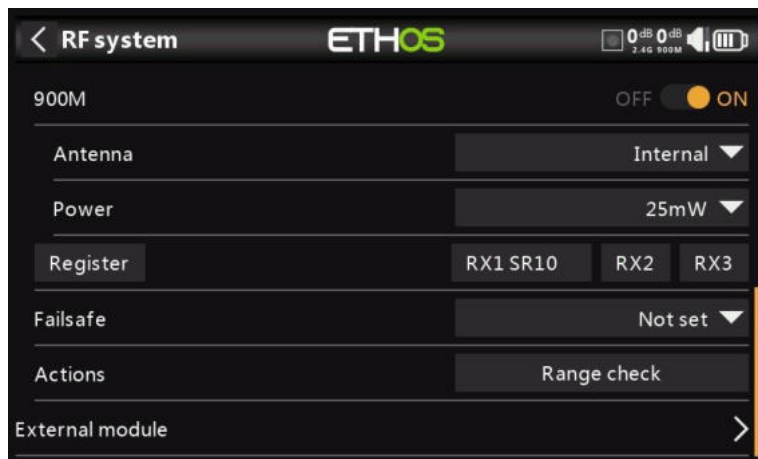 RF system ETHOS 0dB 0dB
2.4G 900M
900M OFF ON
Antenna Internal
Power 25mW
Register RX1 SR10 RX2 RX3
Failsafe Not set
Actions Range check
External module